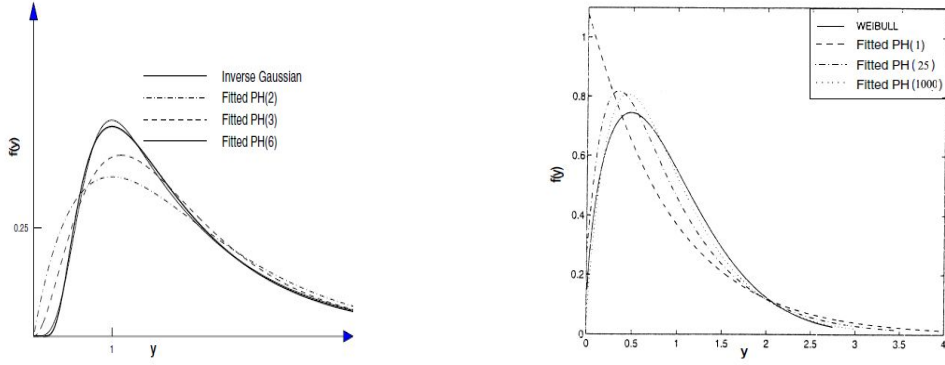 f(y)
0.25
1
y
Inverse Gaussian
Fitted PH(2)
Fitted PH(3)
Fitted PH(6)
f(y)
1
0.8
0.6
0.4
0.2
0
0
0.5
1
1.5
2
2.5
3
3.5
4
y
WEIBULL
Fitted PH(1)
Fitted PH(25)
Fitted PH(1000)